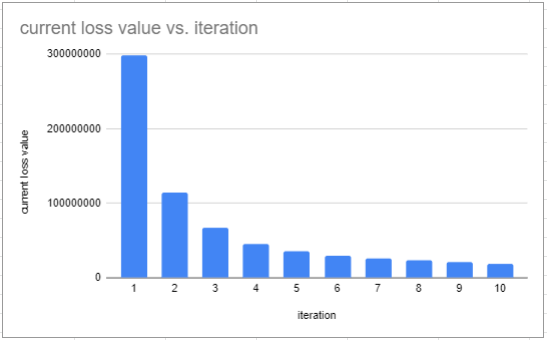 current loss value vs. iteration
300000000
200000000
100000000
0
current loss value
1 2 3 4 5 6 7 8 9 10
iteration